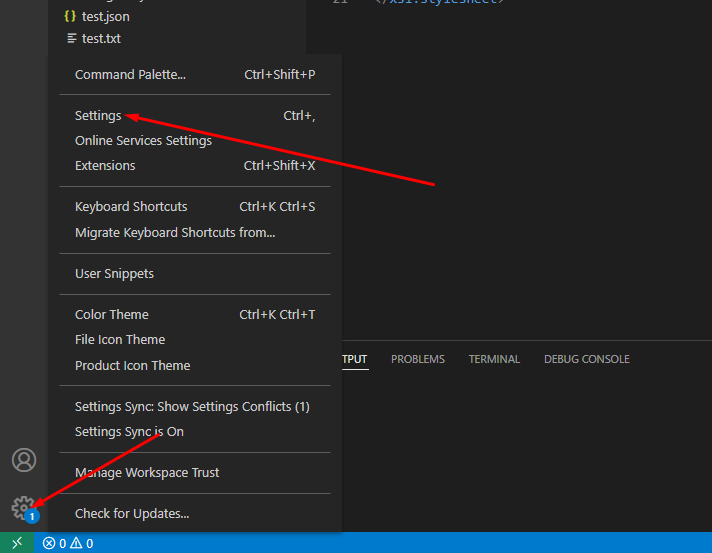 test.json
21 </xsl:stylesheet>
test.txt
Command Palette... Ctrl+Shift+P
Settings Ctrl+,
Online Services Settings
Extensions Ctrl+Shift+X
Keyboard Shortcuts Ctrl+K Ctrl+S
Migrate Keyboard Shortcuts from...
User Snippets
Color Theme Ctrl+K Ctrl+T
File Icon Theme
Product Icon Theme
TPUT PROBLEMS TERMINAL DEBUG CONSOLE
Settings Sync: Show Settings Conflicts (1)
Settings Sync is On
Manage Workspace Trust
1
Check for Updates...
0 0